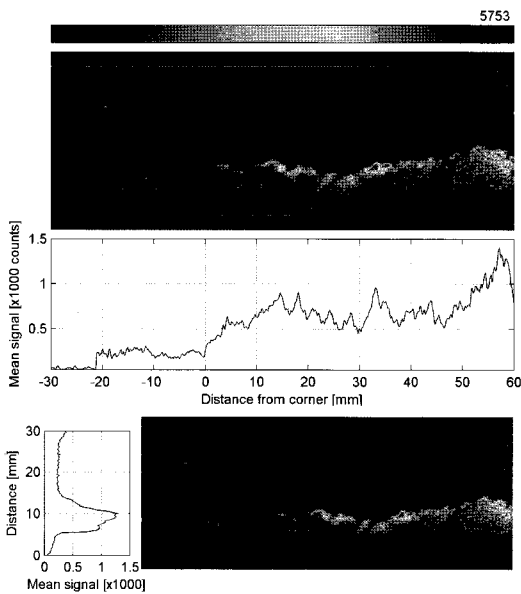 5753
Mean signal [x1000 counts]
1.5
1
0.5
-30 -20 -10 0 10 20 30 40 50 60
Distance from corner [mm]
Distance [mm]
30
20
10
0
0 0.5 1 1.5
Mean signal [x1000]